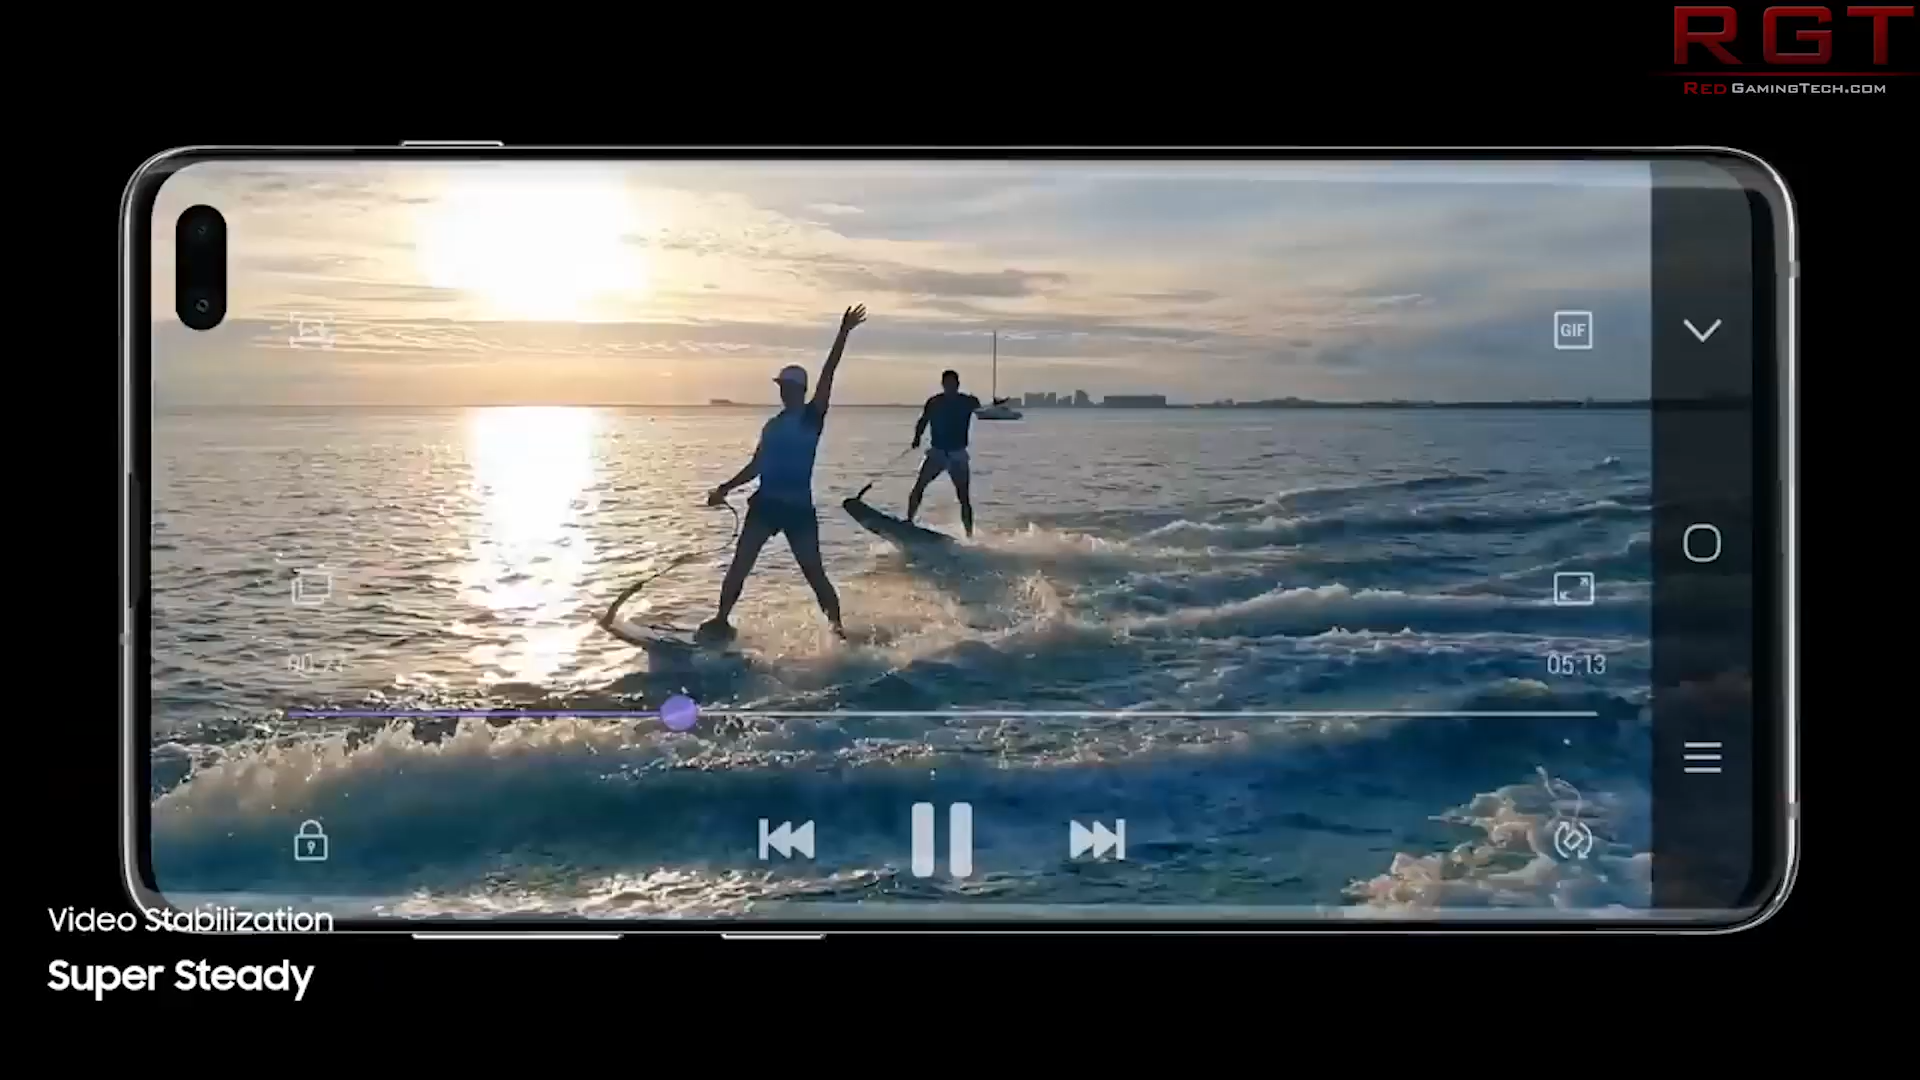 RGT
RED GAMINGTECH.COM
GIF
05:13
Video Stabilization
Super Steady